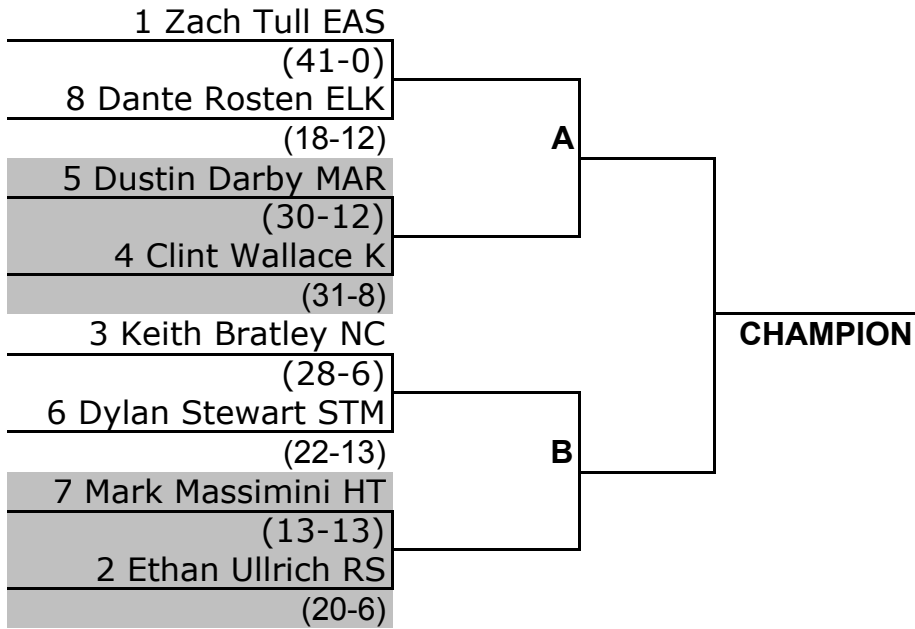 1 Zach Tull EAS
(41-0)
8 Dante Rosten ELK
(18-12)
A
5 Dustin Darby MAR
(30-12)
4 Clint Wallace K
(31-8)
3 Keith Bratley NC
CHAMPION
(28-6)
6 Dylan Stewart STM
(22-13)
B
7 Mark Massimini HT
(13-13)
2 Ethan Ullrich RS
(20-6)